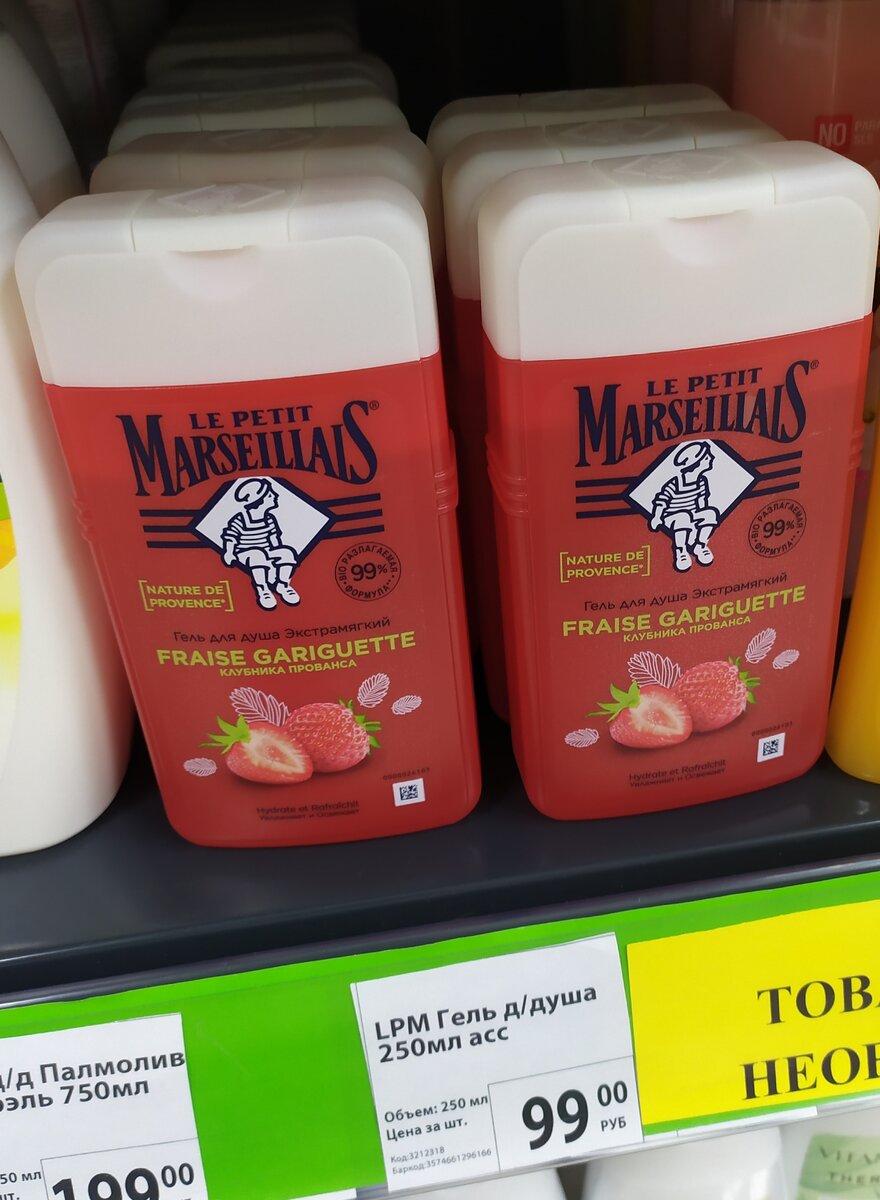 NO
LE PETIT
MARSEILLAIS®
BIO РАЗЛАГАЕМАЯ
99%
ФОРМУЛА**
NATURE DE
PROVENCE*
Гель для душа Экстрамягкий
FRAISE GARIGUETTE
КЛУБНИКА ПРОВАНСА
Hydrate et Rafraîchit
Увлажняет и Освежает
LE PETIT
MARSEILLAIS®
BIO РАЗЛАГАЕМАЯ
99%
ФОРМУЛА**
NATURE DE
PROVENCE*
Гель для душа Экстрамягкий
FRAISE GARIGUETTE
КЛУБНИКА ПРОВАНСА
Hydrate et Rafraîchit
Увлажняет и Освежает
д/д Палмолив
750мл
199 00
LPM Гель д/душа
250мл асс
Объем: 250 мл
Цена за шт.
Код:3212318
Баркод:3574661296166
99 00
РУБ